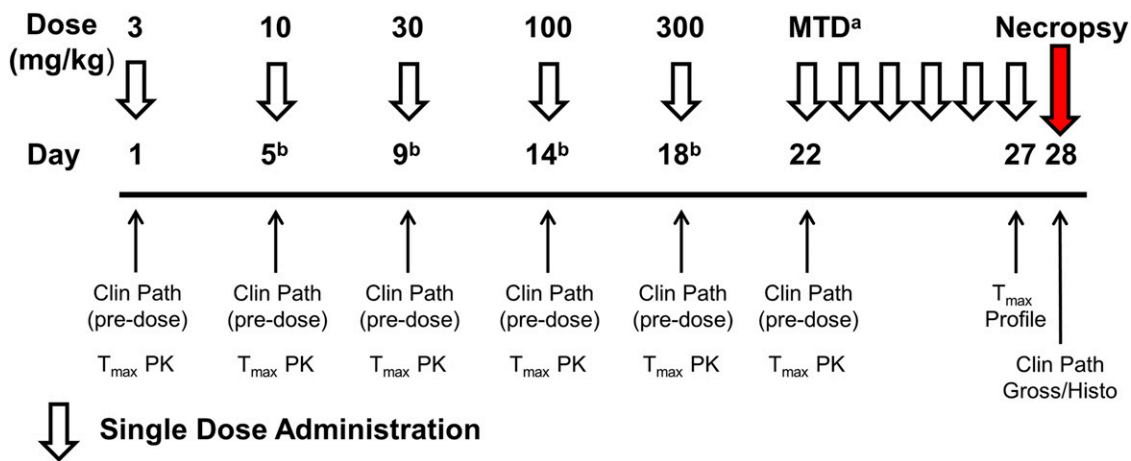 Dose 3 10 30 100 300 MTDᵃ Necropsy
(mg/kg)
Day 1 5ᵇ 9ᵇ 14ᵇ 18ᵇ 22 27 28
Clin Path Clin Path Clin Path Clin Path Clin Path Clin Path Tmax
(pre-dose) (pre-dose) (pre-dose) (pre-dose) (pre-dose) (pre-dose) Profile
Tmax PK Tmax PK Tmax PK Tmax PK Tmax PK Tmax PK Clin Path
Gross/Histo
Single Dose Administration